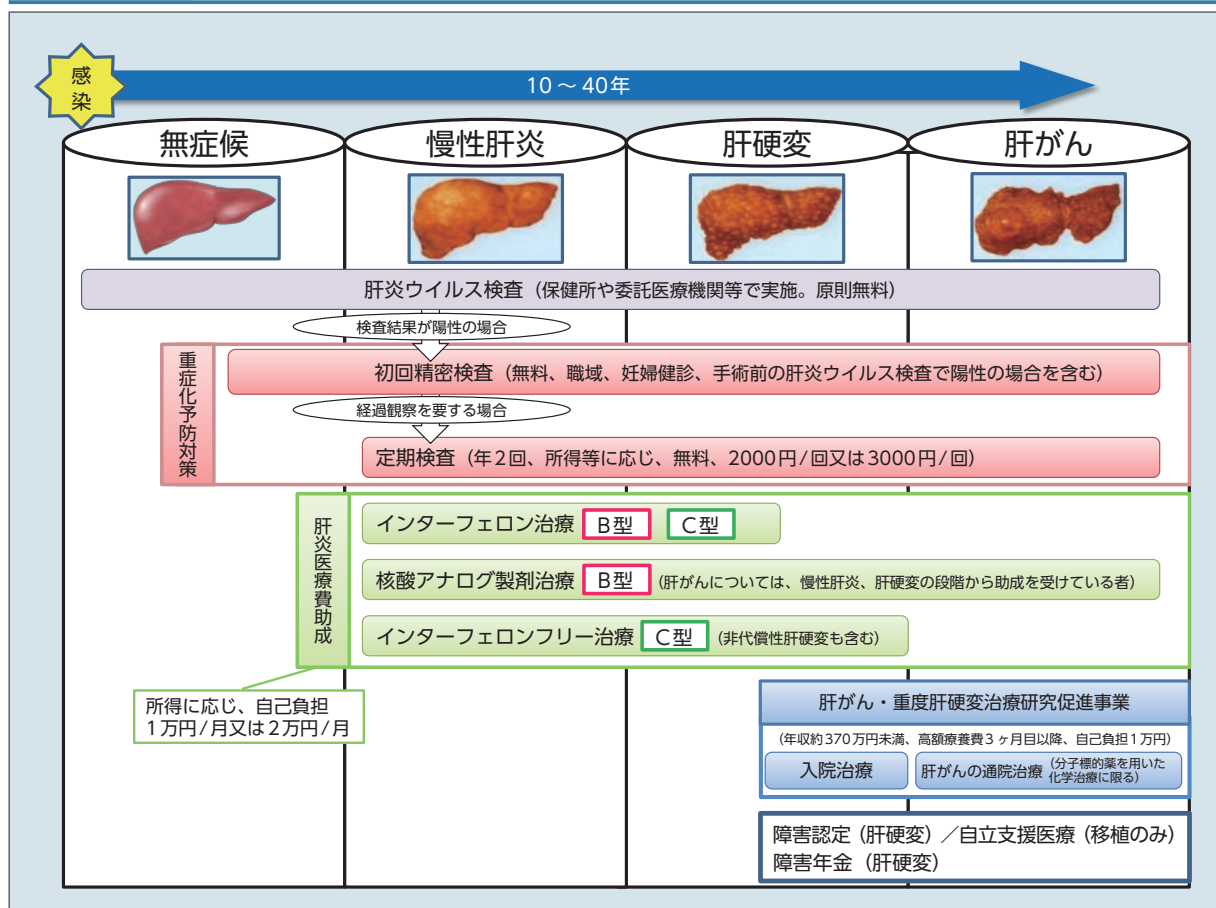 感染
10～40年
無症候
慢性肝炎
肝硬変
肝がん
肝炎ウイルス検査（保健所や委託医療機関等で実施。原則無料）
検査結果が陽性の場合
重症化予防対策
初回精密検査（無料、職域、妊婦健診、手術前の肝炎ウイルス検査で陽性の場合を含む）
経過観察を要する場合
定期検査（年２回、所得等に応じ、無料、2000円/回又は3000円/回）
肝炎医療費助成
インターフェロン治療 B型 C型
核酸アナログ製剤治療 B型 （肝がんについては、慢性肝炎、肝硬変の段階から助成を受けている者）
インターフェロンフリー治療 C型 （非代償性肝硬変も含む）
所得に応じ、自己負担
１万円/月又は２万円/月
肝がん・重度肝硬変治療研究促進事業
（年収約370万円未満、高額療養費３ヶ月目以降、自己負担１万円）
入院治療
肝がんの通院治療（分子標的薬を用いた
化学治療に限る）
障害認定（肝硬変）／自立支援医療（移植のみ）
障害年金（肝硬変）